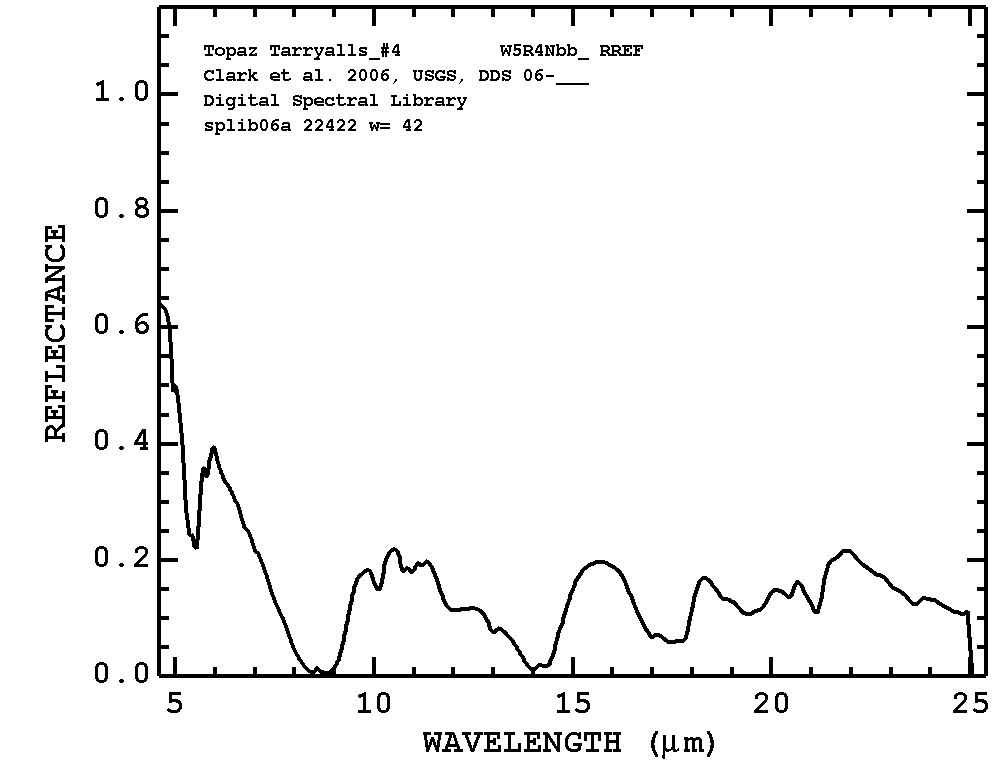 Topaz Tarryalls_#4 W5R4Nbb_ RREF
Clark et al. 2006, USGS, DDS 06-___
Digital Spectral Library
splib06a 22422 w= 42
1.0
0.8
0.6
0.4
0.2
0.0
REFLECTANCE
5 10 15 20 25
WAVELENGTH (μm)